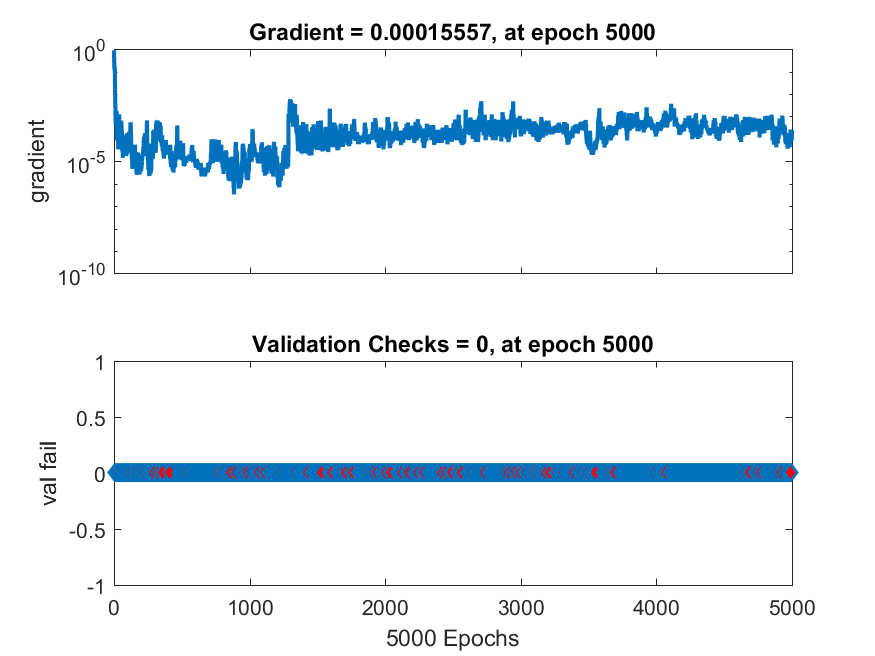 Gradient = 0.00015557, at epoch 5000
10^0
10^-5
10^-10
gradient
Validation Checks = 0, at epoch 5000
1
0.5
0
-0.5
-1
val fail
0 1000 2000 3000 4000 5000
5000 Epochs